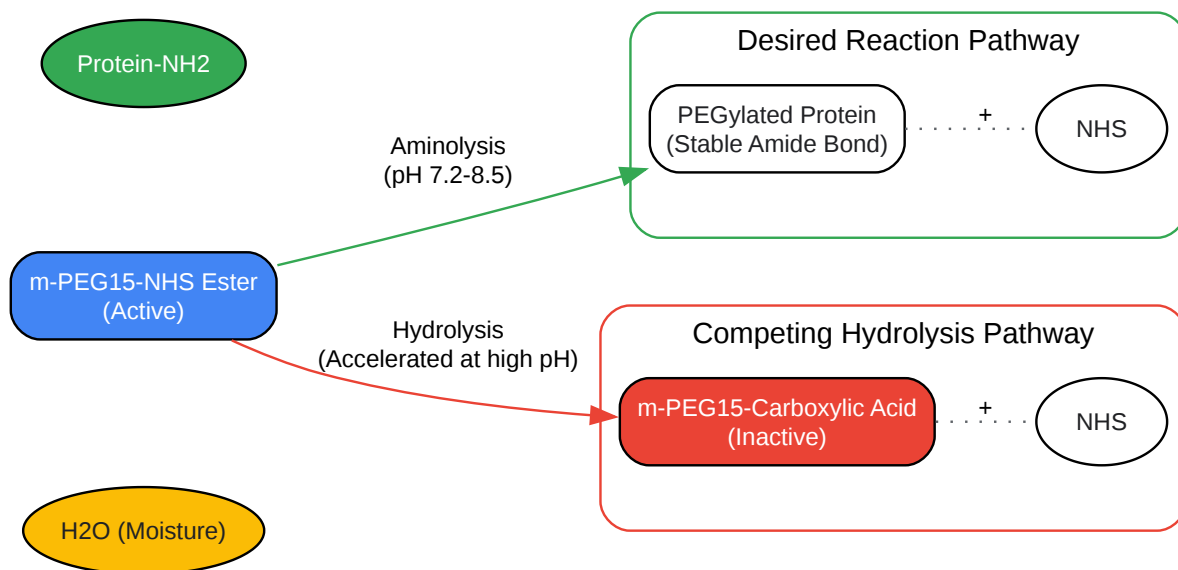 Protein-NH2
Desired Reaction Pathway
PEGylated Protein
(Stable Amide Bond)
+
NHS
Aminolysis
(pH 7.2-8.5)
m-PEG15-NHS Ester
(Active)
Hydrolysis
(Accelerated at high pH)
Competing Hydrolysis Pathway
m-PEG15-Carboxylic Acid
(Inactive)
+
NHS
H2O (Moisture)